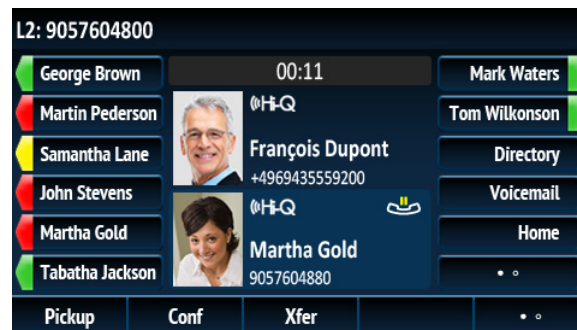 L2: 9057604800
George Brown
Martin Pederson
Samantha Lane
John Stevens
Martha Gold
Tabatha Jackson
00:11
Hi-Q
François Dupont
+4969435559200
Hi-Q
Martha Gold
9057604880
Mark Waters
Tom Wilkonson
Directory
Voicemail
Home
Pickup Conf Xfer